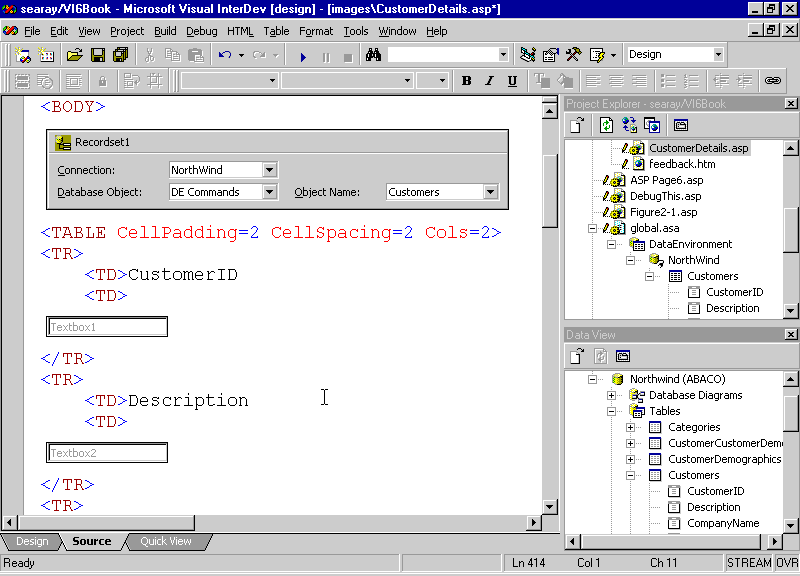 searay/VI6Book - Microsoft Visual InterDev [design] - [images\CustomerDetails.asp*]
File Edit View Project Build Debug HTML Table Format Tools Window Help
Design
B I U
<BODY>
Recordset1
Connection: NorthWind
Database Object: DE Commands Object Name: Customers
<TABLE CellPadding=2 CellSpacing=2 Cols=2>
<TR>
<TD>CustomerID
<TD>
Textbox1
</TR>
<TR>
<TD>Description
<TD>
Textbox2
</TR>
<TR>
Design Source Quick View
Project Explorer - searay/VI6Book
CustomerDetails.asp
feedback.htm
ASP Page6.asp
DebugThis.asp
Figure2-1.asp
global.asa
DataEnvironment
NorthWind
Customers
CustomerID
Description
Data View
Northwind (ABACO)
Database Diagrams
Tables
Categories
CustomerCustomerDem
CustomerDemographics
Customers
CustomerID
Description
CompanyName
Ready Ln 414 Col 1 Ch 11 STREAM OVR